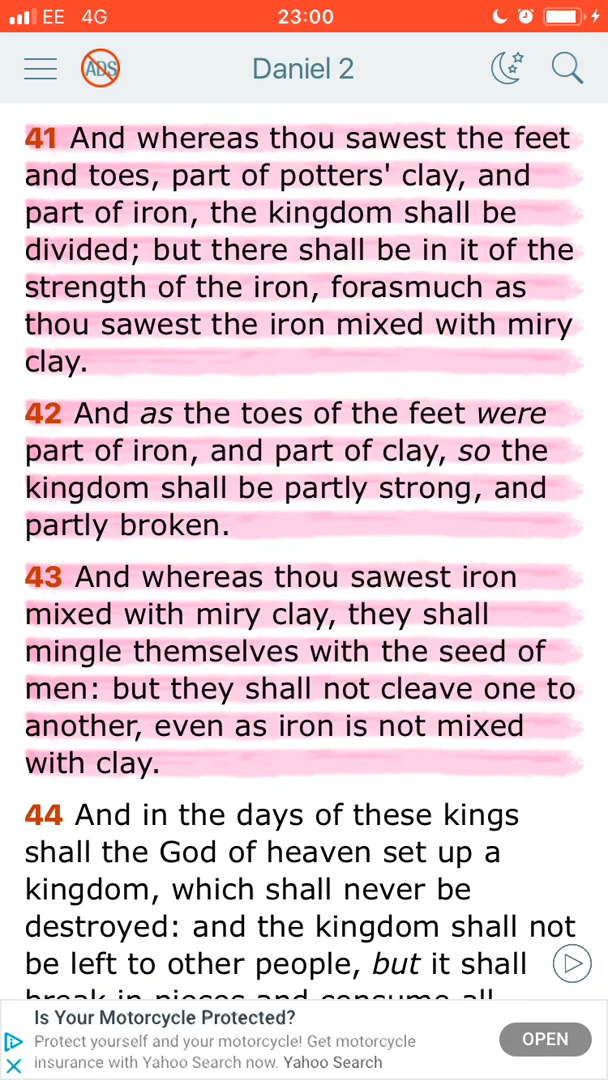 EE 4G 23:00
ADS Daniel 2
41 And whereas thou sawest the feet
and toes, part of potters' clay, and
part of iron, the kingdom shall be
divided; but there shall be in it of the
strength of the iron, forasmuch as
thou sawest the iron mixed with miry
clay.
42 And as the toes of the feet were
part of iron, and part of clay, so the
kingdom shall be partly strong, and
partly broken.
43 And whereas thou sawest iron
mixed with miry clay, they shall
mingle themselves with the seed of
men: but they shall not cleave one to
another, even as iron is not mixed
with clay.
44 And in the days of these kings
shall the God of heaven set up a
kingdom, which shall never be
destroyed: and the kingdom shall not
be left to other people, but it shall
break in pieces and consume all
Is Your Motorcycle Protected?
Protect yourself and your motorcycle! Get motorcycle
insurance with Yahoo Search now. Yahoo Search
OPEN